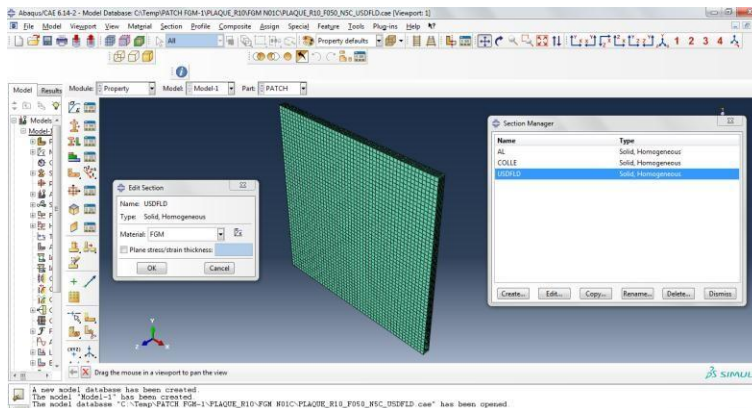 Abaqus/CAE 6.14-2 - Model Database: C:\Temp\PATCH FGM-1\PLAQUE_R10\FGM N01C\PLAQUE_R10_F050_N5C_USDFLD.cae [Viewport: 1]
File Model Viewport View Material Section Profile Composite Assign Special Feature Tools Plug-ins Help
All
Property defaults
1 2 3 4
Model Results
Module: Property Model: Model-1 Part: PATCH
Models
Model-1
Section Manager
Name Type
AL Solid, Homogeneous
COLLE Solid, Homogeneous
USDFLD Solid, Homogeneous
Create... Edit... Copy... Rename... Delete... Dismiss
Edit Section
Name: USDFLD
Type: Solid, Homogeneous
Material: FGM
Plane stress/strain thickness:
OK Cancel
Y
Z X
Drag the mouse in a viewport to pan the view
SIMUL
A new model database has been created.
The model "Model-1" has been created.
The model database "C:\Temp\PATCH FGM-1\PLAQUE_R10\FGM N01C\PLAQUE_R10_F050_N5C_USDFLD.cae" has been opened.